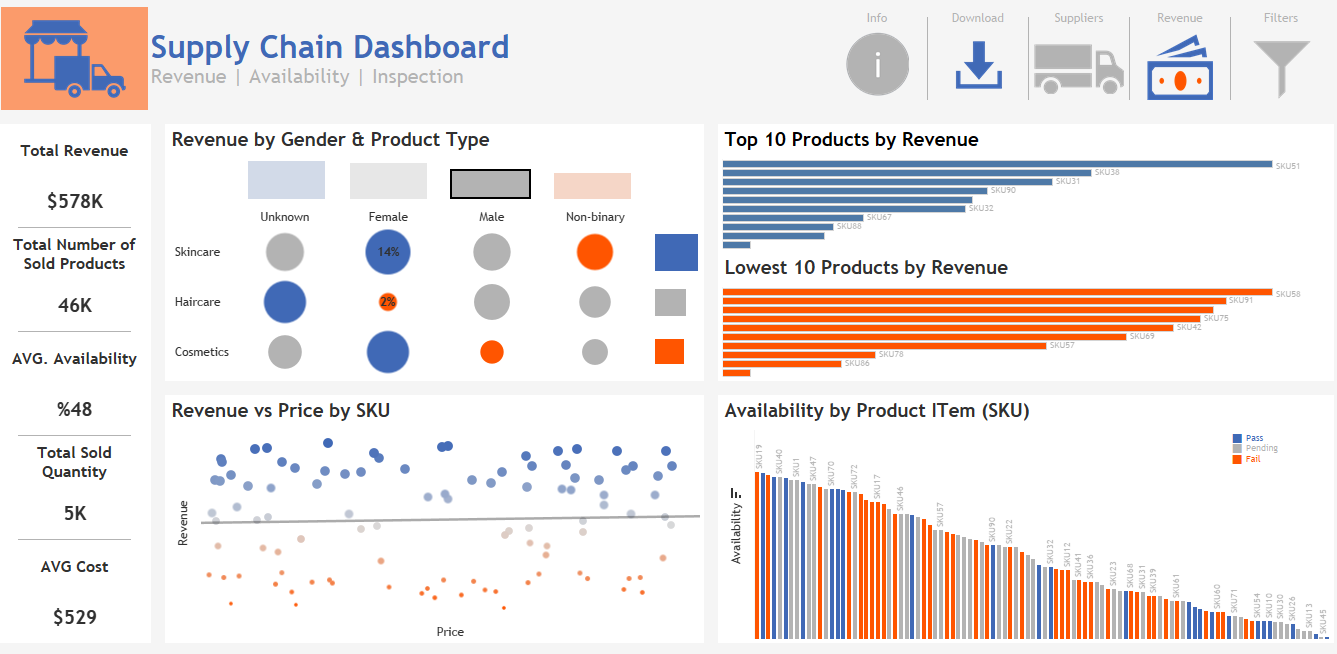 Supply Chain Dashboard
Revenue | Availability | Inspection
Info
Download
Suppliers
Revenue
Filters
i
Total Revenue
$578K
Total Number of
Sold Products
46K
AVG. Availability
%48
Total Sold
Quantity
5K
AVG Cost
$529
Revenue by Gender & Product Type
Unknown
Female
Male
Non-binary
Skincare
14%
Haircare
2%
Cosmetics
Top 10 Products by Revenue
SKU51
SKU38
SKU31
SKU90
SKU32
SKU67
SKU88
Lowest 10 Products by Revenue
SKU58
SKU91
SKU75
SKU42
SKU69
SKU57
SKU78
SKU86
Revenue vs Price by SKU
Revenue
Price
Availability by Product ITem (SKU)
Pass
Pending
Fail
Availability
SKU19
SKU40
SKU1
SKU47
SKU70
SKU72
SKU17
SKU46
SKU57
SKU90
SKU22
SKU32
SKU12
SKU41
SKU36
SKU23
SKU68
SKU31
SKU39
SKU61
SKU60
SKU71
SKU54
SKU10
SKU30
SKU26
SKU13
SKU45